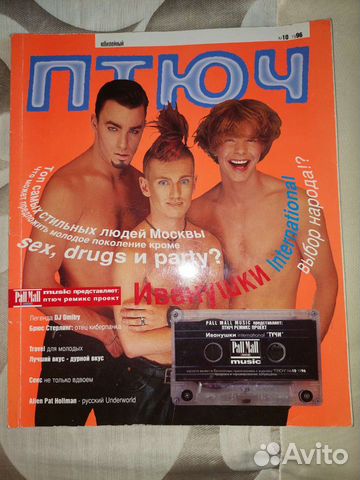 юбилейный
№10 1996
ПТЮЧ
Топ самых стильных людей Москвы
Что может предложить молодое поколение кроме
sex, drugs и party?
Иванушки International
Выбор народа!?
Pall Mall music представляет:
птюч ремикс проект
Легенда DJ Dmitry
Брюс Стерлинг: отец киберпанка
Travel для молодых
Лучший вкус - дурной вкус
Секс не только вдвоем
Alien Pat Hollman - русский Underworld
PALL MALL MUSIC ПРЕДСТАВЛЯЕТ:
ПТЮЧ РЕМИКС ПРОЕКТ
Иванушки international "ТУЧИ"
Pall Mall
music
Avito